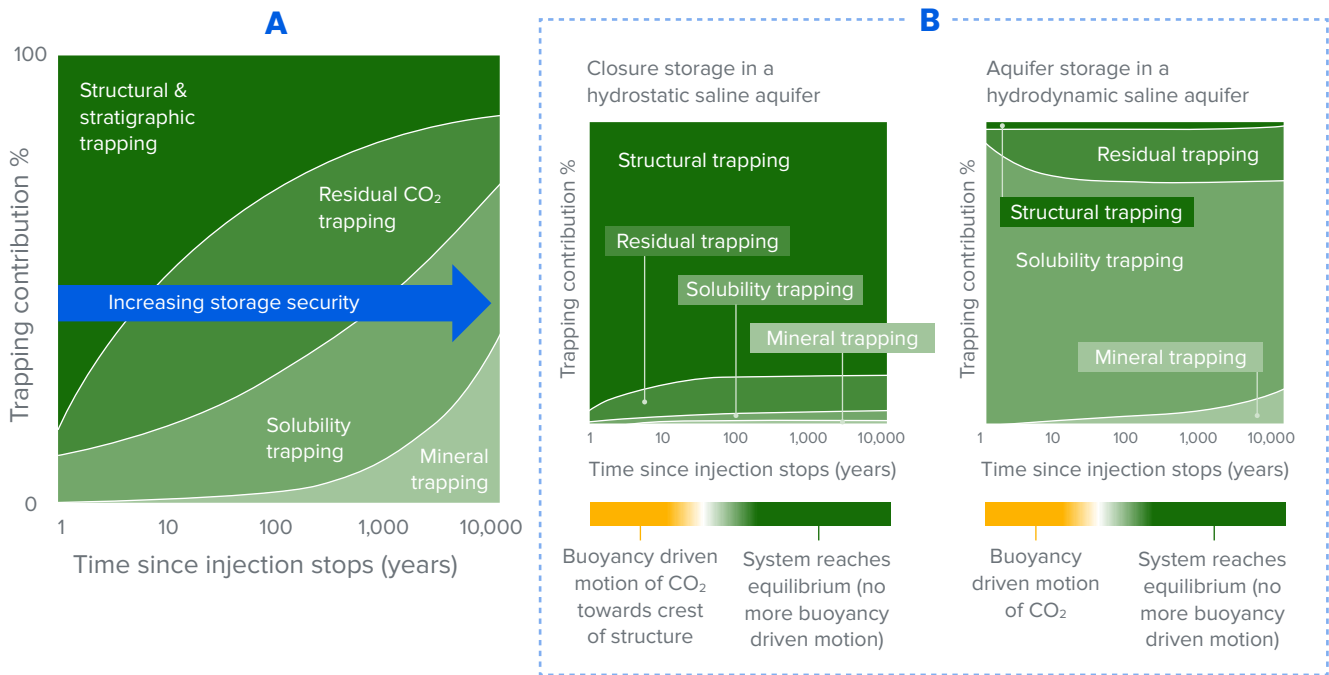 A
100
Structural &
stratigraphic
trapping
Residual CO₂
trapping
Increasing storage security
Solubility
trapping
Mineral
trapping
Trapping contribution %
0
1 10 100 1,000 10,000
Time since injection stops (years)
B
Closure storage in a
hydrostatic saline aquifer
Structural trapping
Residual trapping
Solubility trapping
Mineral trapping
Trapping contribution %
1 10 100 1,000 10,000
Time since injection stops (years)
Buoyancy driven
motion of CO₂
towards crest
of structure
System reaches
equilibrium (no
more buoyancy
driven motion)
Aquifer storage in a
hydrodynamic saline aquifer
Residual trapping
Structural trapping
Solubility trapping
Mineral trapping
Trapping contribution %
1 10 100 1,000 10,000
Time since injection stops (years)
Buoyancy
driven motion
of CO₂
System reaches
equilibrium (no
more buoyancy
driven motion)